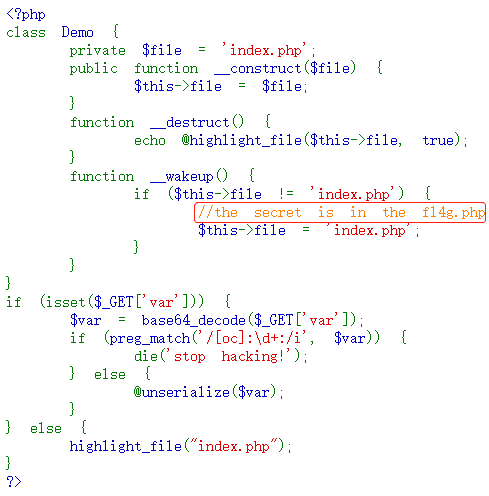 <?php
class Demo {
private $file = 'index.php';
public function __construct($file) {
$this->file = $file;
}
function __destruct() {
echo @highlight_file($this->file, true);
}
function __wakeup() {
if ($this->file != 'index.php') {
//the secret is in the fl4g.php
$this->file = 'index.php';
}
}
}
if (isset($_GET['var'])) {
$var = base64_decode($_GET['var']);
if (preg_match('/[oc]:\d+:/i', $var)) {
die('stop hacking!');
} else {
@unserialize($var);
}
} else {
highlight_file("index.php");
}
?>